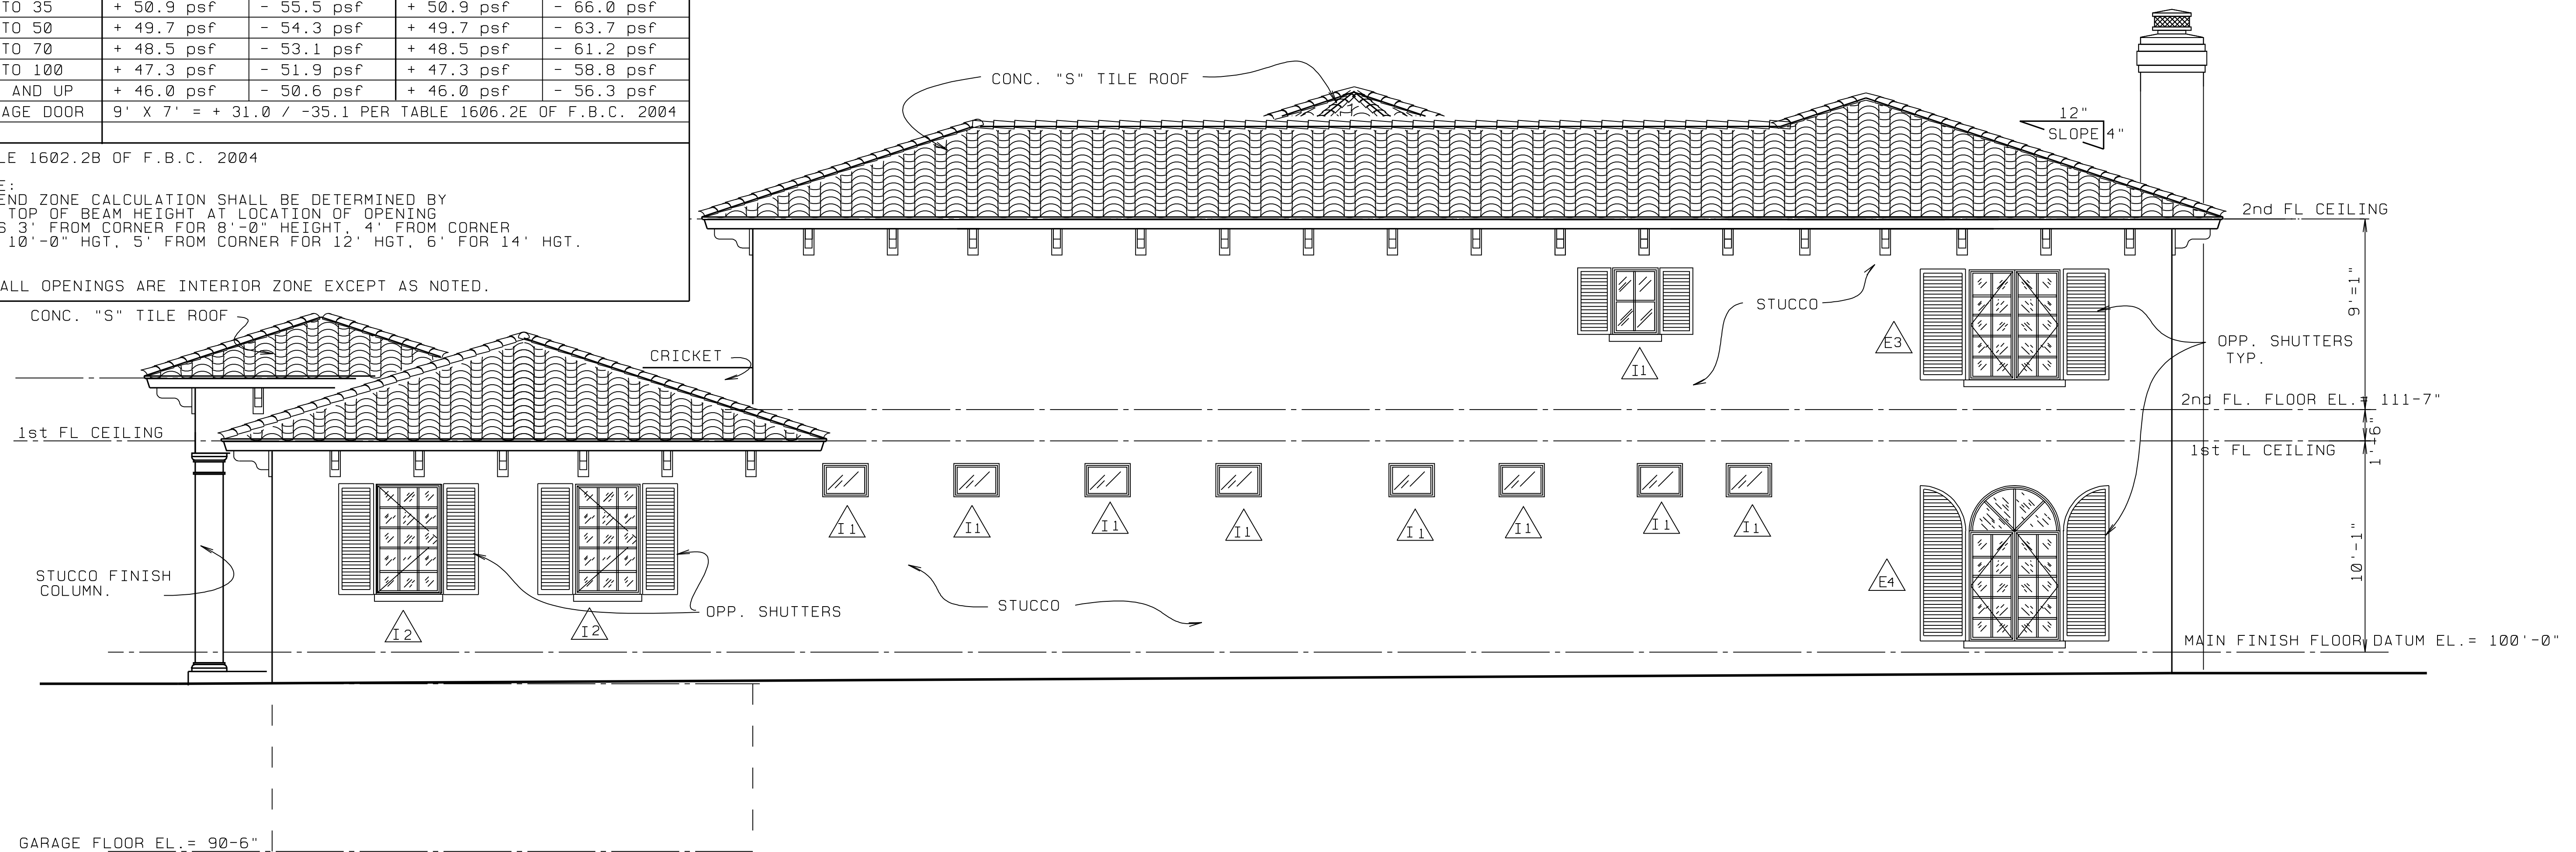 TO 35 + 50.9 psf - 55.5 psf + 50.9 psf - 66.0 psf
TO 50 + 49.7 psf - 54.3 psf + 49.7 psf - 63.7 psf
TO 70 + 48.5 psf - 53.1 psf + 48.5 psf - 61.2 psf
TO 100 + 47.3 psf - 51.9 psf + 47.3 psf - 58.8 psf
AND UP + 46.0 psf - 50.6 psf + 46.0 psf - 56.3 psf
AGE DOOR 9' X 7' = + 31.0 / -35.1 PER TABLE 1606.2E OF F.B.C. 2004
LE 1602.2B OF F.B.C. 2004
E:
END ZONE CALCULATION SHALL BE DETERMINED BY
TOP OF BEAM HEIGHT AT LOCATION OF OPENING
S 3' FROM CORNER FOR 8'-0" HEIGHT, 4' FROM CORNER
10'-0" HGT, 5' FROM CORNER FOR 12' HGT, 6' FOR 14' HGT.
ALL OPENINGS ARE INTERIOR ZONE EXCEPT AS NOTED.
CONC. "S" TILE ROOF
12"
SLOPE 4"
2nd FL CEILING
CONC. "S" TILE ROOF
STUCCO
9'=1"
CRICKET
E3
OPP. SHUTTERS
TYP.
I1
2nd FL. FLOOR EL.= 111-7"
1st FL CEILING
1'-6"
1st FL CEILING
I1
I1
I1
I1
I1
I1
I1
I1
10'-1"
STUCCO FINISH
COLUMN.
E4
OPP. SHUTTERS
STUCCO
I2
I2
MAIN FINISH FLOOR DATUM EL.= 100'-0"
GARAGE FLOOR EL.= 90-6"